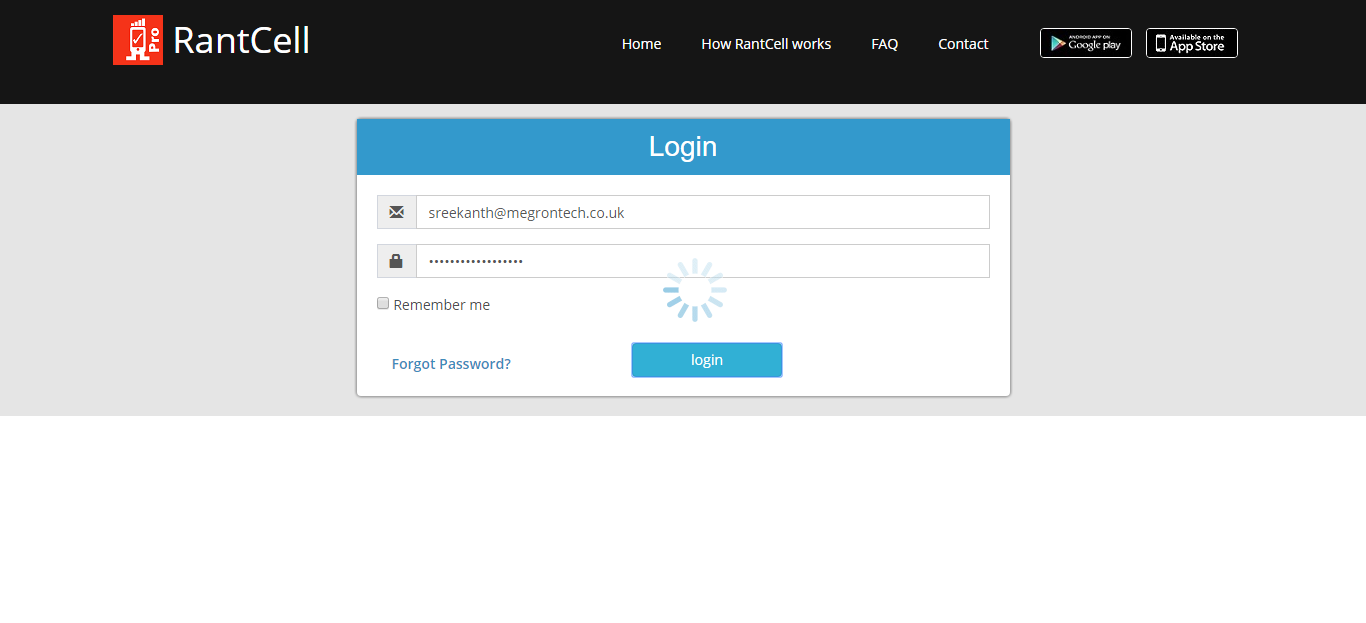 Pro
RantCell
Home
How RantCell works
FAQ
Contact
ANDROID APP ON
Google play
Available on the
App Store
Login
sreekanth@megrontech.co.uk
••••••••••••••••••
Remember me
Forgot Password?
login